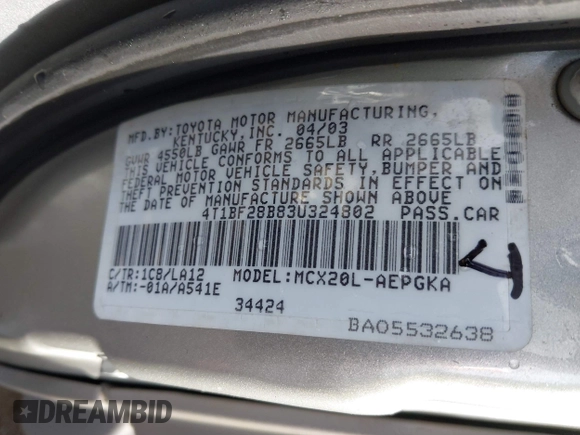 MFD.BY:TOYOTA MOTOR MANUFACTURING,
KENTUCKY,INC. 04/03
GVWR 4550LB GAWR FR 2665LB RR 2665LB
THIS VEHICLE CONFORMS TO ALL APPLICABLE
FEDERAL MOTOR VEHICLE SAFETY,BUMPER AND
THEFT PREVENTION STANDARDS IN EFFECT ON
THE DATE OF MANUFACTURE SHOWN ABOVE
4T1BF28B83U324802 PASS.CAR
C/TR:1C8/LA12 MODEL:MCX20L-AEPGKA
A/TM:-01A/A541E
34424
BA05532638
4
DREAMBID